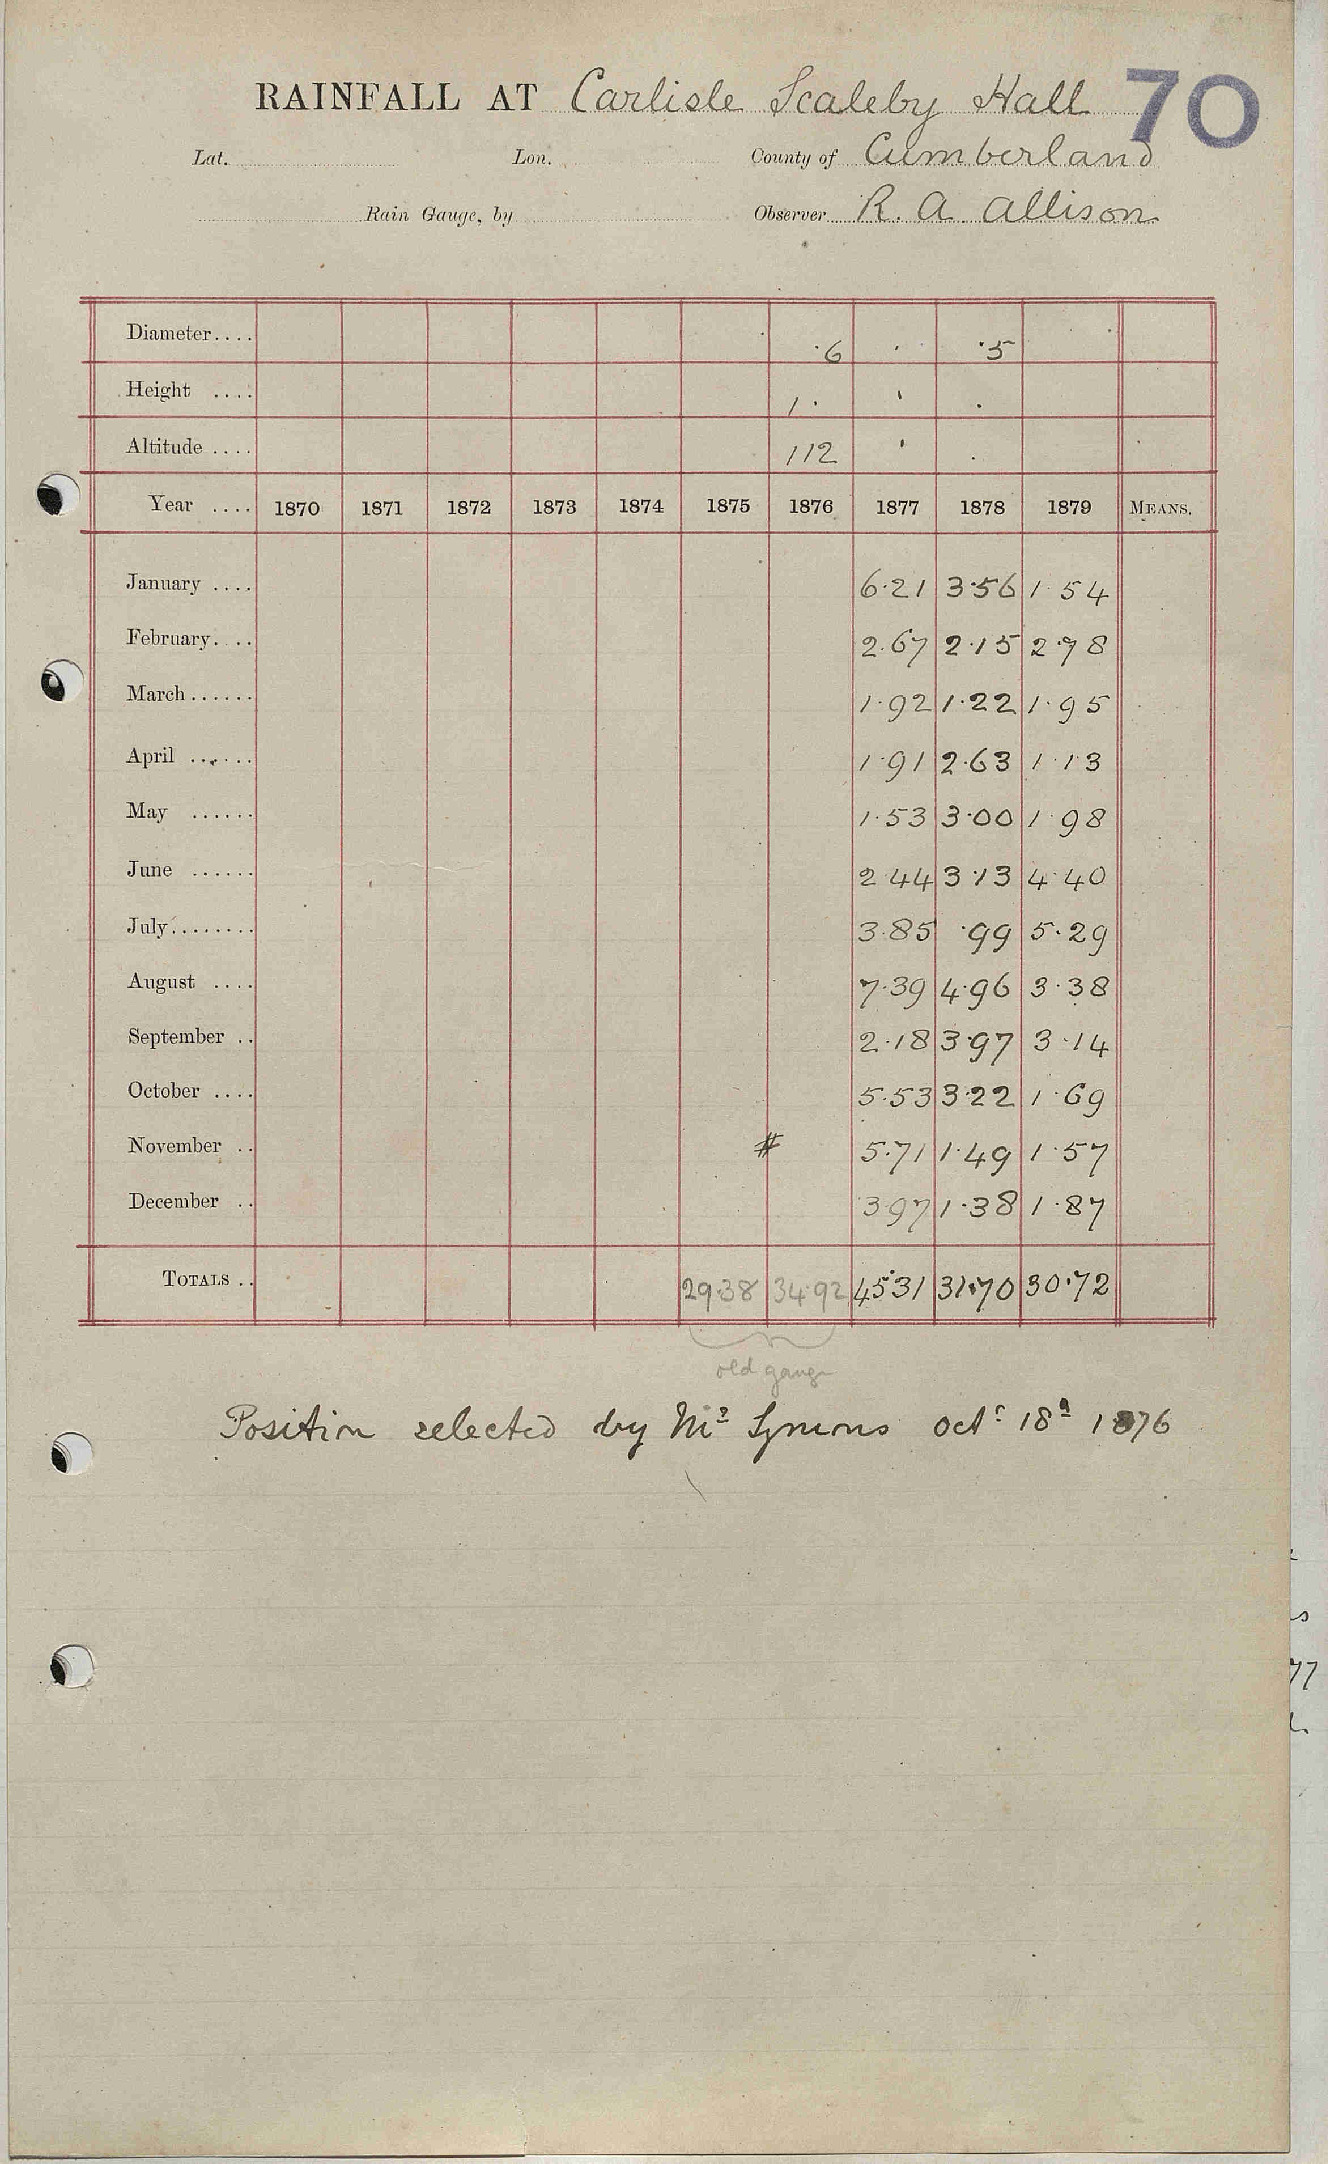 RAINFALL AT Carlisle Scaleby Hall 70
Lat. Lon. County of Cumberland
Rain Gauge, by Observer R. A. Allison
Diameter.... ·6 ·5
Height .... 1·
Altitude .... 112
Year .... 1870 1871 1872 1873 1874 1875 1876 1877 1878 1879 MEANS.
January .... 6·21 3·56 1·54
February.... 2·67 2·15 2·78
March...... 1·92 1·22 1·95
April ...... 1·91 2·63 1·13
May ...... 1·53 3·00 1·98
June ...... 2·44 3·13 4·40
July........ 3·85 ·99 5·29
August .... 7·39 4·96 3·38
September .. 2·18 3·97 3·14
October .... 5·53 3·22 1·69
November .. # 5·71 1·49 1·57
December .. 3·97 1·38 1·87
TOTALS .. 29·38 34·92 45·31 31·70 30·72
old gauge
Position selected by Mr Symons Oct. 18th 1876